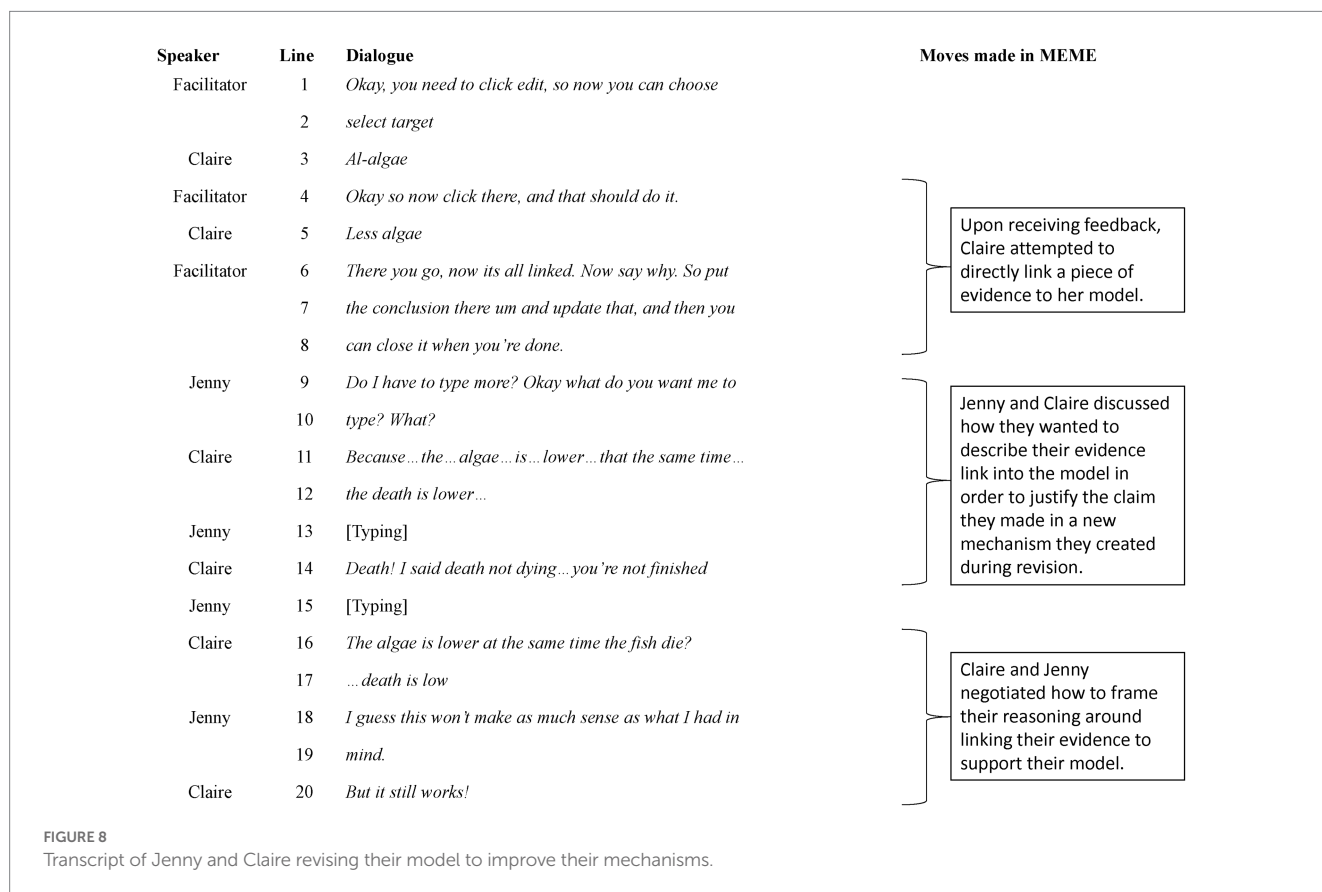 Speaker Line Dialogue Moves made in MEME
Facilitator 1 Okay, you need to click edit, so now you can choose
2 select target
Claire 3 Al-algae
Facilitator 4 Okay so now click there, and that should do it.
Claire 5 Less algae
Facilitator 6 There you go, now its all linked. Now say why. So put
7 the conclusion there um and update that, and then you
8 can close it when you're done.
Upon receiving feedback,
Claire attempted to
directly link a piece of
evidence to her model.
Jenny 9 Do I have to type more? Okay what do you want me to
10 type? What?
Claire 11 Because…the…algae…is…lower…that the same time…
12 the death is lower…
Jenny 13 [Typing]
Claire 14 Death! I said death not dying…you're not finished
Jenny and Claire discussed
how they wanted to
describe their evidence
link into the model in
order to justify the claim
they made in a new
mechanism they created
during revision.
Jenny 15 [Typing]
Claire 16 The algae is lower at the same time the fish die?
17 …death is low
Jenny 18 I guess this won't make as much sense as what I had in
19 mind.
Claire 20 But it still works!
Claire and Jenny
negotiated how to frame
their reasoning around
linking their evidence to
support their model.
FIGURE 8
Transcript of Jenny and Claire revising their model to improve their mechanisms.